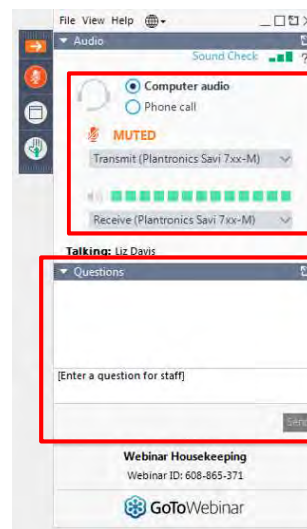 File View Help
Audio
Sound Check ?
Computer audio
Phone call
MUTED
Transmit (Plantronics Savi 7xx-M)
Receive (Plantronics Savi 7xx-M)
Talking: Liz Davis
Questions
[Enter a question for staff]
Send
Webinar Housekeeping
Webinar ID: 608-865-371
GoToWebinar